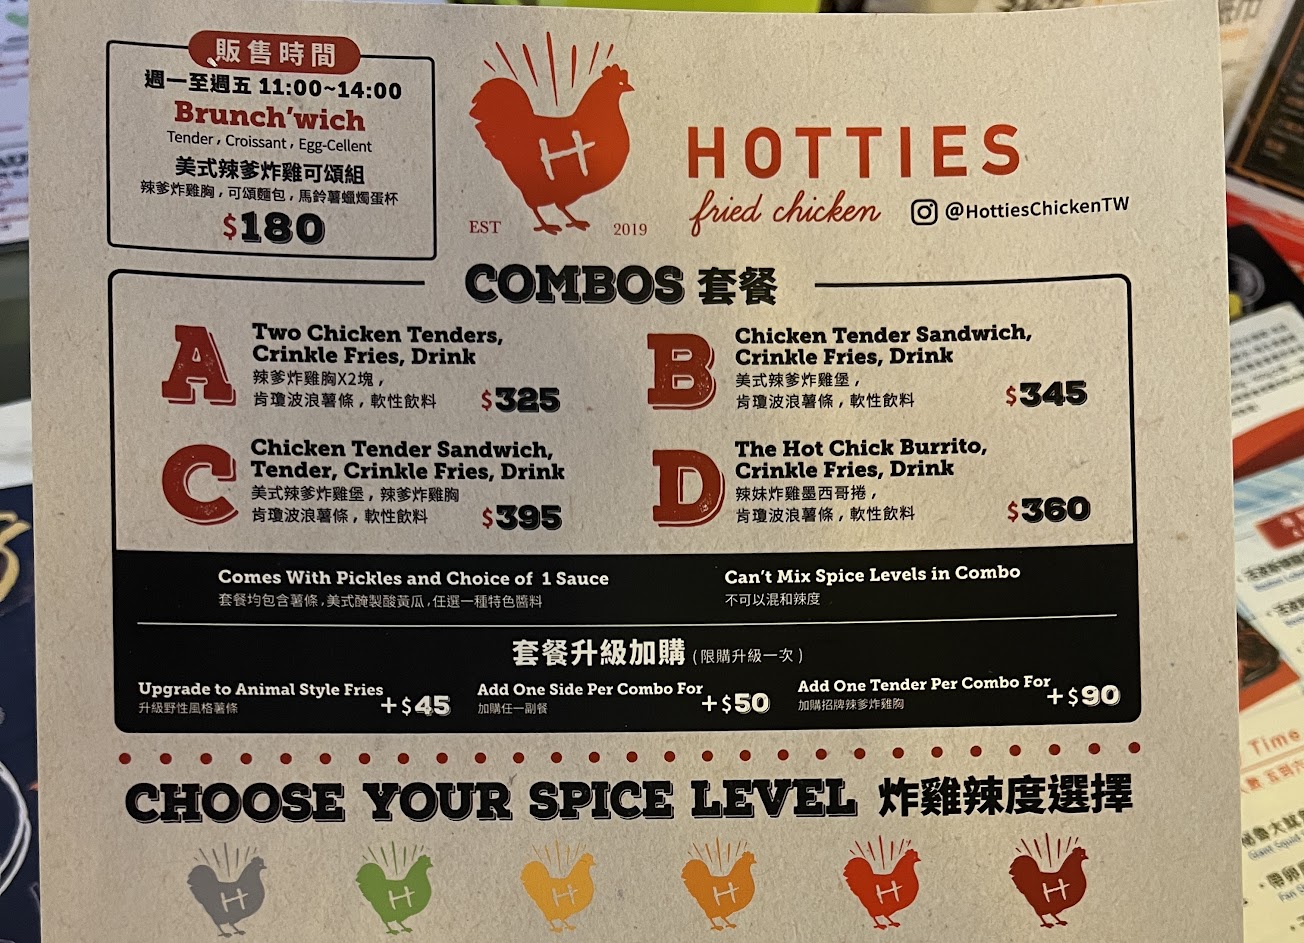 販售時間
週一至週五 11:00~14:00
Brunch'wich
Tender, Croissant, Egg-Cellent
美式辣爹炸雞可頌組
辣爹炸雞胸，可頌麵包，馬鈴薯蠟燭蛋杯
$180
H
HOTTIES
fried chicken
@HottiesChickenTW
EST 2019
COMBOS 套餐
A
Two Chicken Tenders,
Crinkle Fries, Drink
辣爹炸雞胸X2塊，
肯瓊波浪薯條，軟性飲料
$325
B
Chicken Tender Sandwich,
Crinkle Fries, Drink
美式辣爹炸雞堡，
肯瓊波浪薯條，軟性飲料
$345
C
Chicken Tender Sandwich,
Tender, Crinkle Fries, Drink
美式辣爹炸雞堡，辣爹炸雞胸
肯瓊波浪薯條，軟性飲料
$395
D
The Hot Chick Burrito,
Crinkle Fries, Drink
辣妹炸雞墨西哥捲，
肯瓊波浪薯條，軟性飲料
$360
Comes With Pickles and Choice of 1 Sauce
套餐均包含薯條，美式醃製酸黃瓜，任選一種特色醬料
Can't Mix Spice Levels in Combo
不可以混和辣度
套餐升級加購 (限購升級一次)
Upgrade to Animal Style Fries
升級野性風格薯條
+$45
Add One Side Per Combo For
加購任一副餐
+$50
Add One Tender Per Combo For
加購招牌辣爹炸雞胸
+$90
CHOOSE YOUR SPICE LEVEL 炸雞辣度選擇
H H H H H H
Time